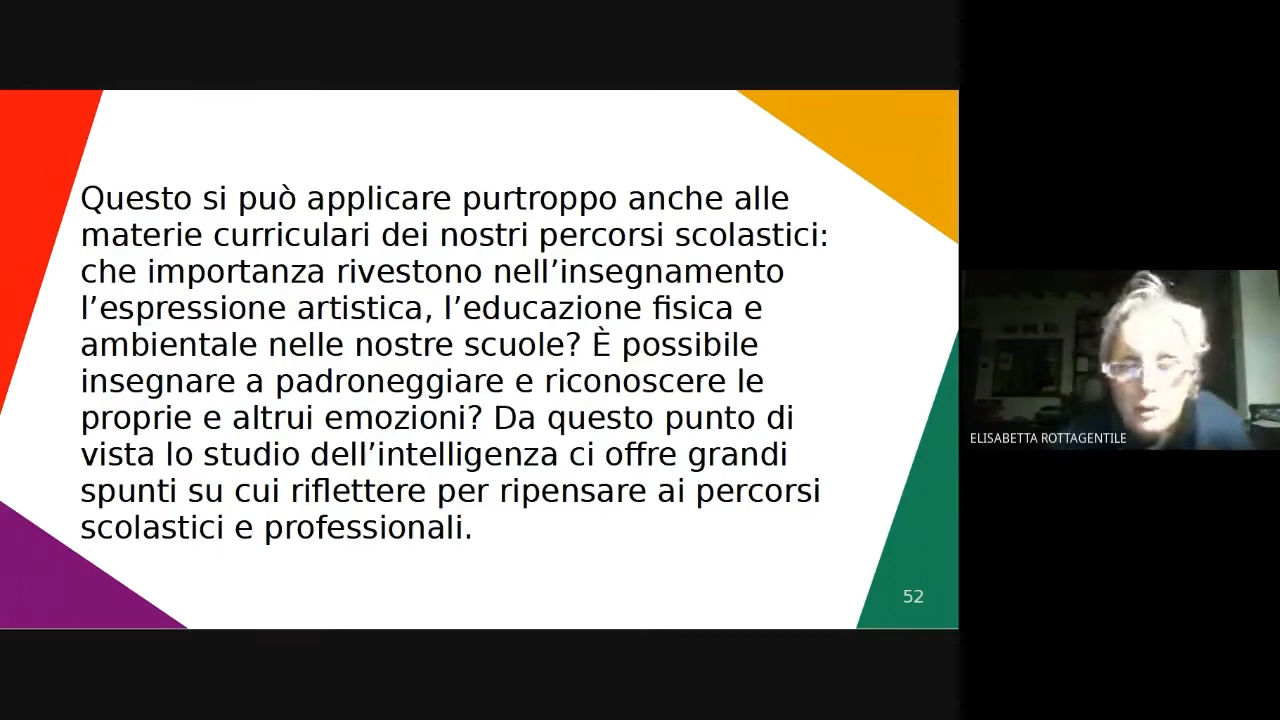 Questo si può applicare purtroppo anche alle
materie curriculari dei nostri percorsi scolastici:
che importanza rivestono nell’insegnamento
l’espressione artistica, l’educazione fisica e
ambientale nelle nostre scuole? È possibile
insegnare a padroneggiare e riconoscere le
proprie e altrui emozioni? Da questo punto di
vista lo studio dell’intelligenza ci offre grandi
spunti su cui riflettere per ripensare ai percorsi
scolastici e professionali.
52
ELISABETTA ROTTAGENTILE